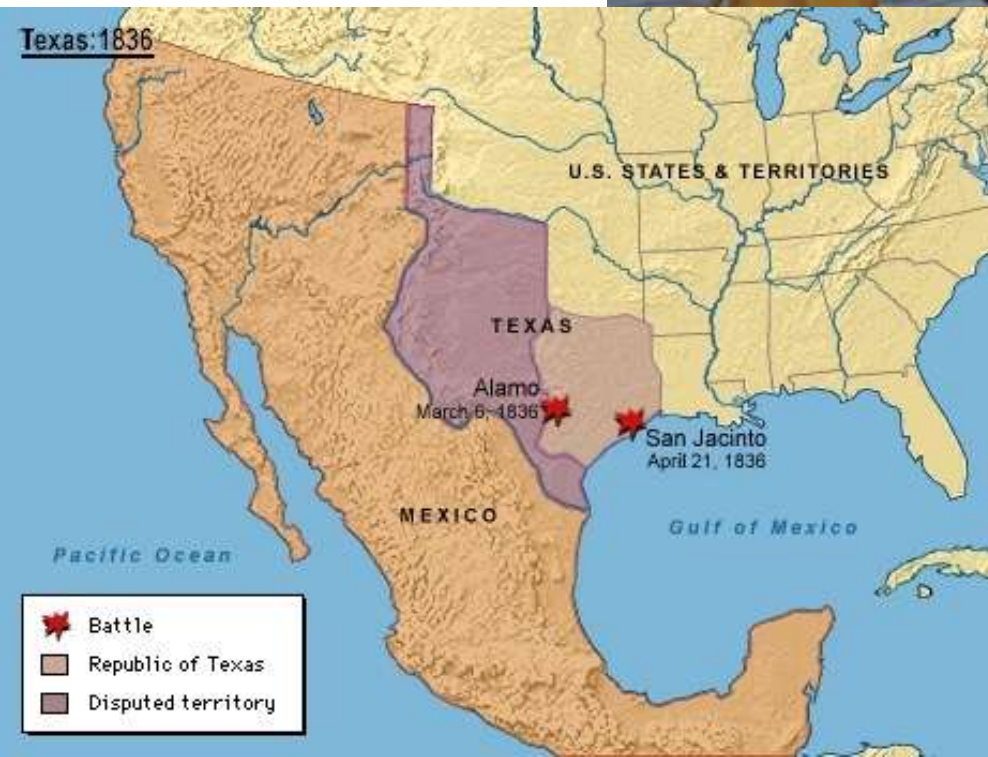 Texas:1836
U.S. STATES & TERRITORIES
TEXAS
Alamo
March 6, 1836
San Jacinto
April 21, 1836
MEXICO
Gulf of Mexico
Pacific Ocean
Battle
Republic of Texas
Disputed territory